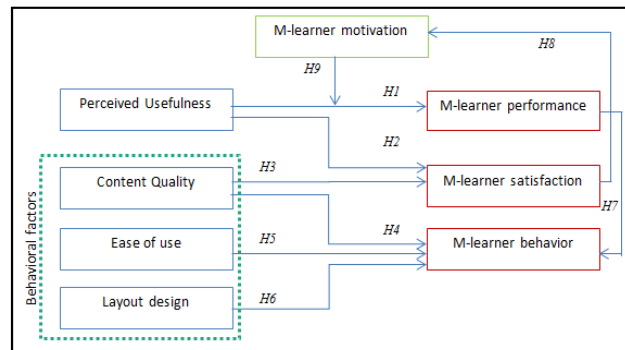 M-learner motivation
H8
H9
H1
Perceived Usefulness
M-learner performance
H2
H3
Content Quality
M-learner satisfaction
H7
H4
Ease of use
H5
M-learner behavior
Layout design
H6
Behavioral factors